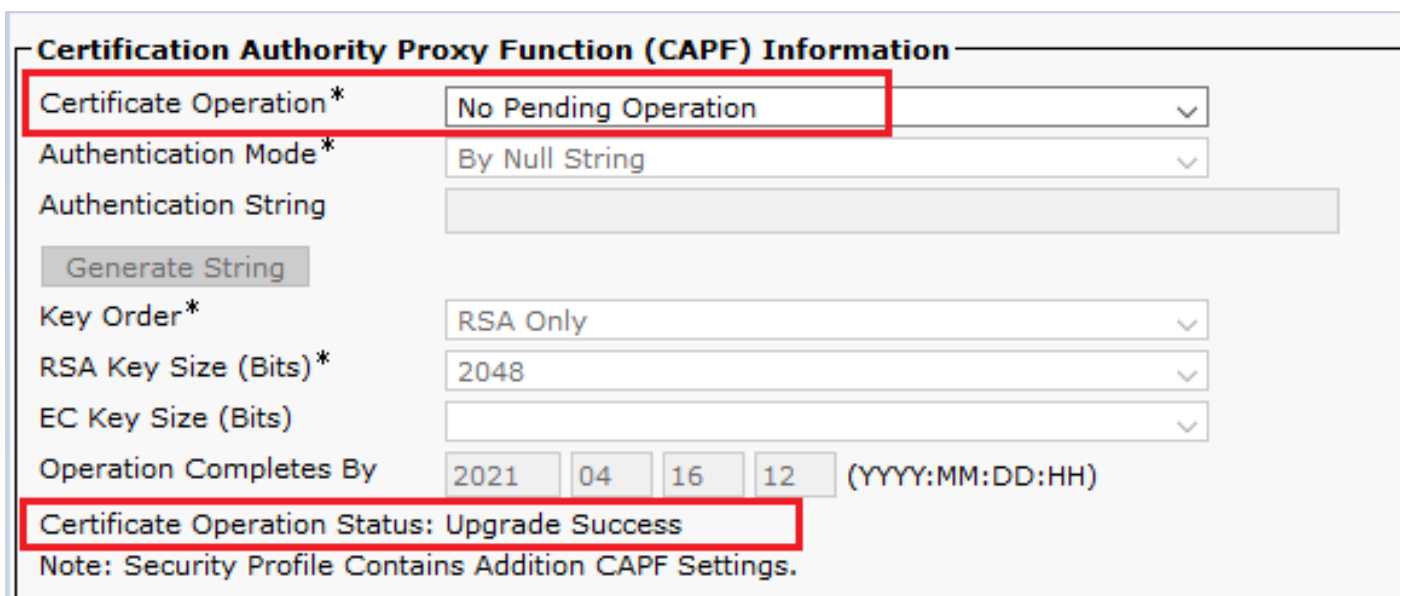 Certification Authority Proxy Function (CAPF) Information
Certificate Operation* No Pending Operation
Authentication Mode* By Null String
Authentication String
Generate String
Key Order* RSA Only
RSA Key Size (Bits)* 2048
EC Key Size (Bits)
Operation Completes By 2021 04 16 12 (YYYY:MM:DD:HH)
Certificate Operation Status: Upgrade Success
Note: Security Profile Contains Addition CAPF Settings.